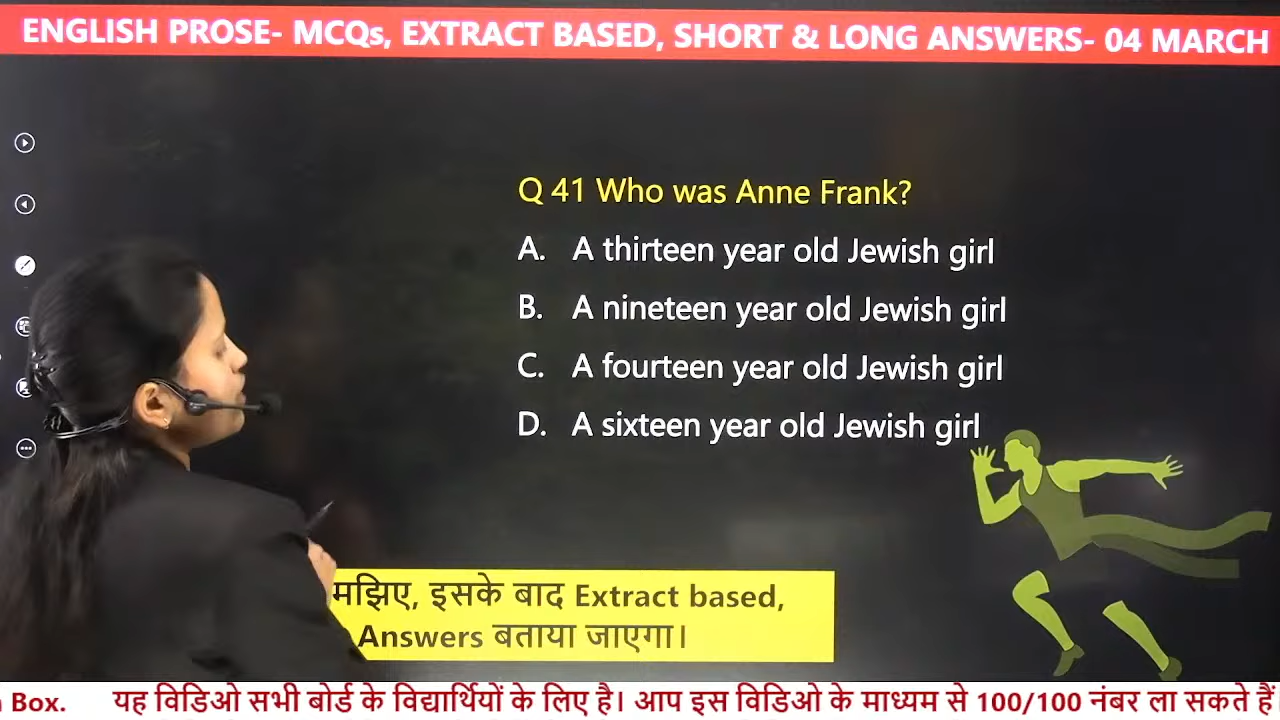 ENGLISH PROSE- MCQs, EXTRACT BASED, SHORT & LONG ANSWERS- 04 MARCH
Q 41 Who was Anne Frank?
A. A thirteen year old Jewish girl
B. A nineteen year old Jewish girl
C. A fourteen year old Jewish girl
D. A sixteen year old Jewish girl
इसके बाद Extract based,
Answers बताया जाएगा।
Box. यह विडिओ सभी बोर्ड के विद्यार्थियों के लिए है। आप इस विडिओ के माध्यम से 100/100 नंबर ला सकते हैं